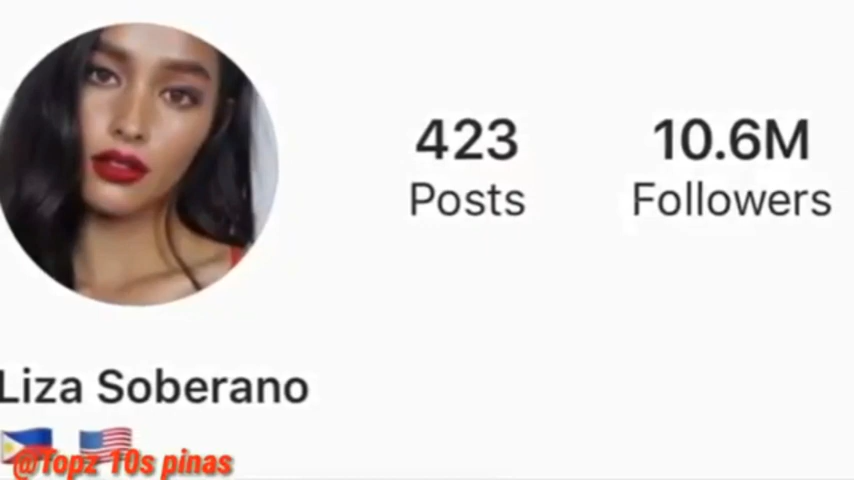 423 10.6M
Posts Followers
Liza Soberano
@Topz 10s pinas